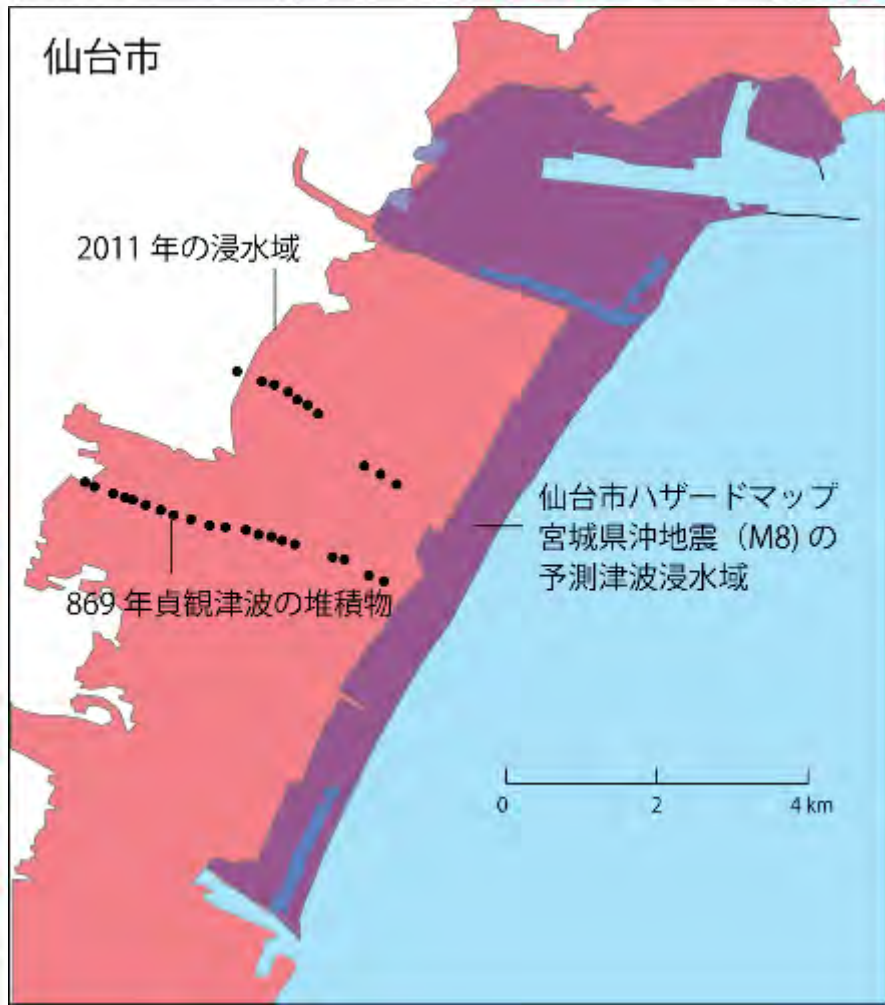 仙台市
2011 年の浸水域
869 年貞観津波の堆積物
仙台市ハザードマップ
宮城県沖地震（M8) の
予測津波浸水域
0 2 4 km